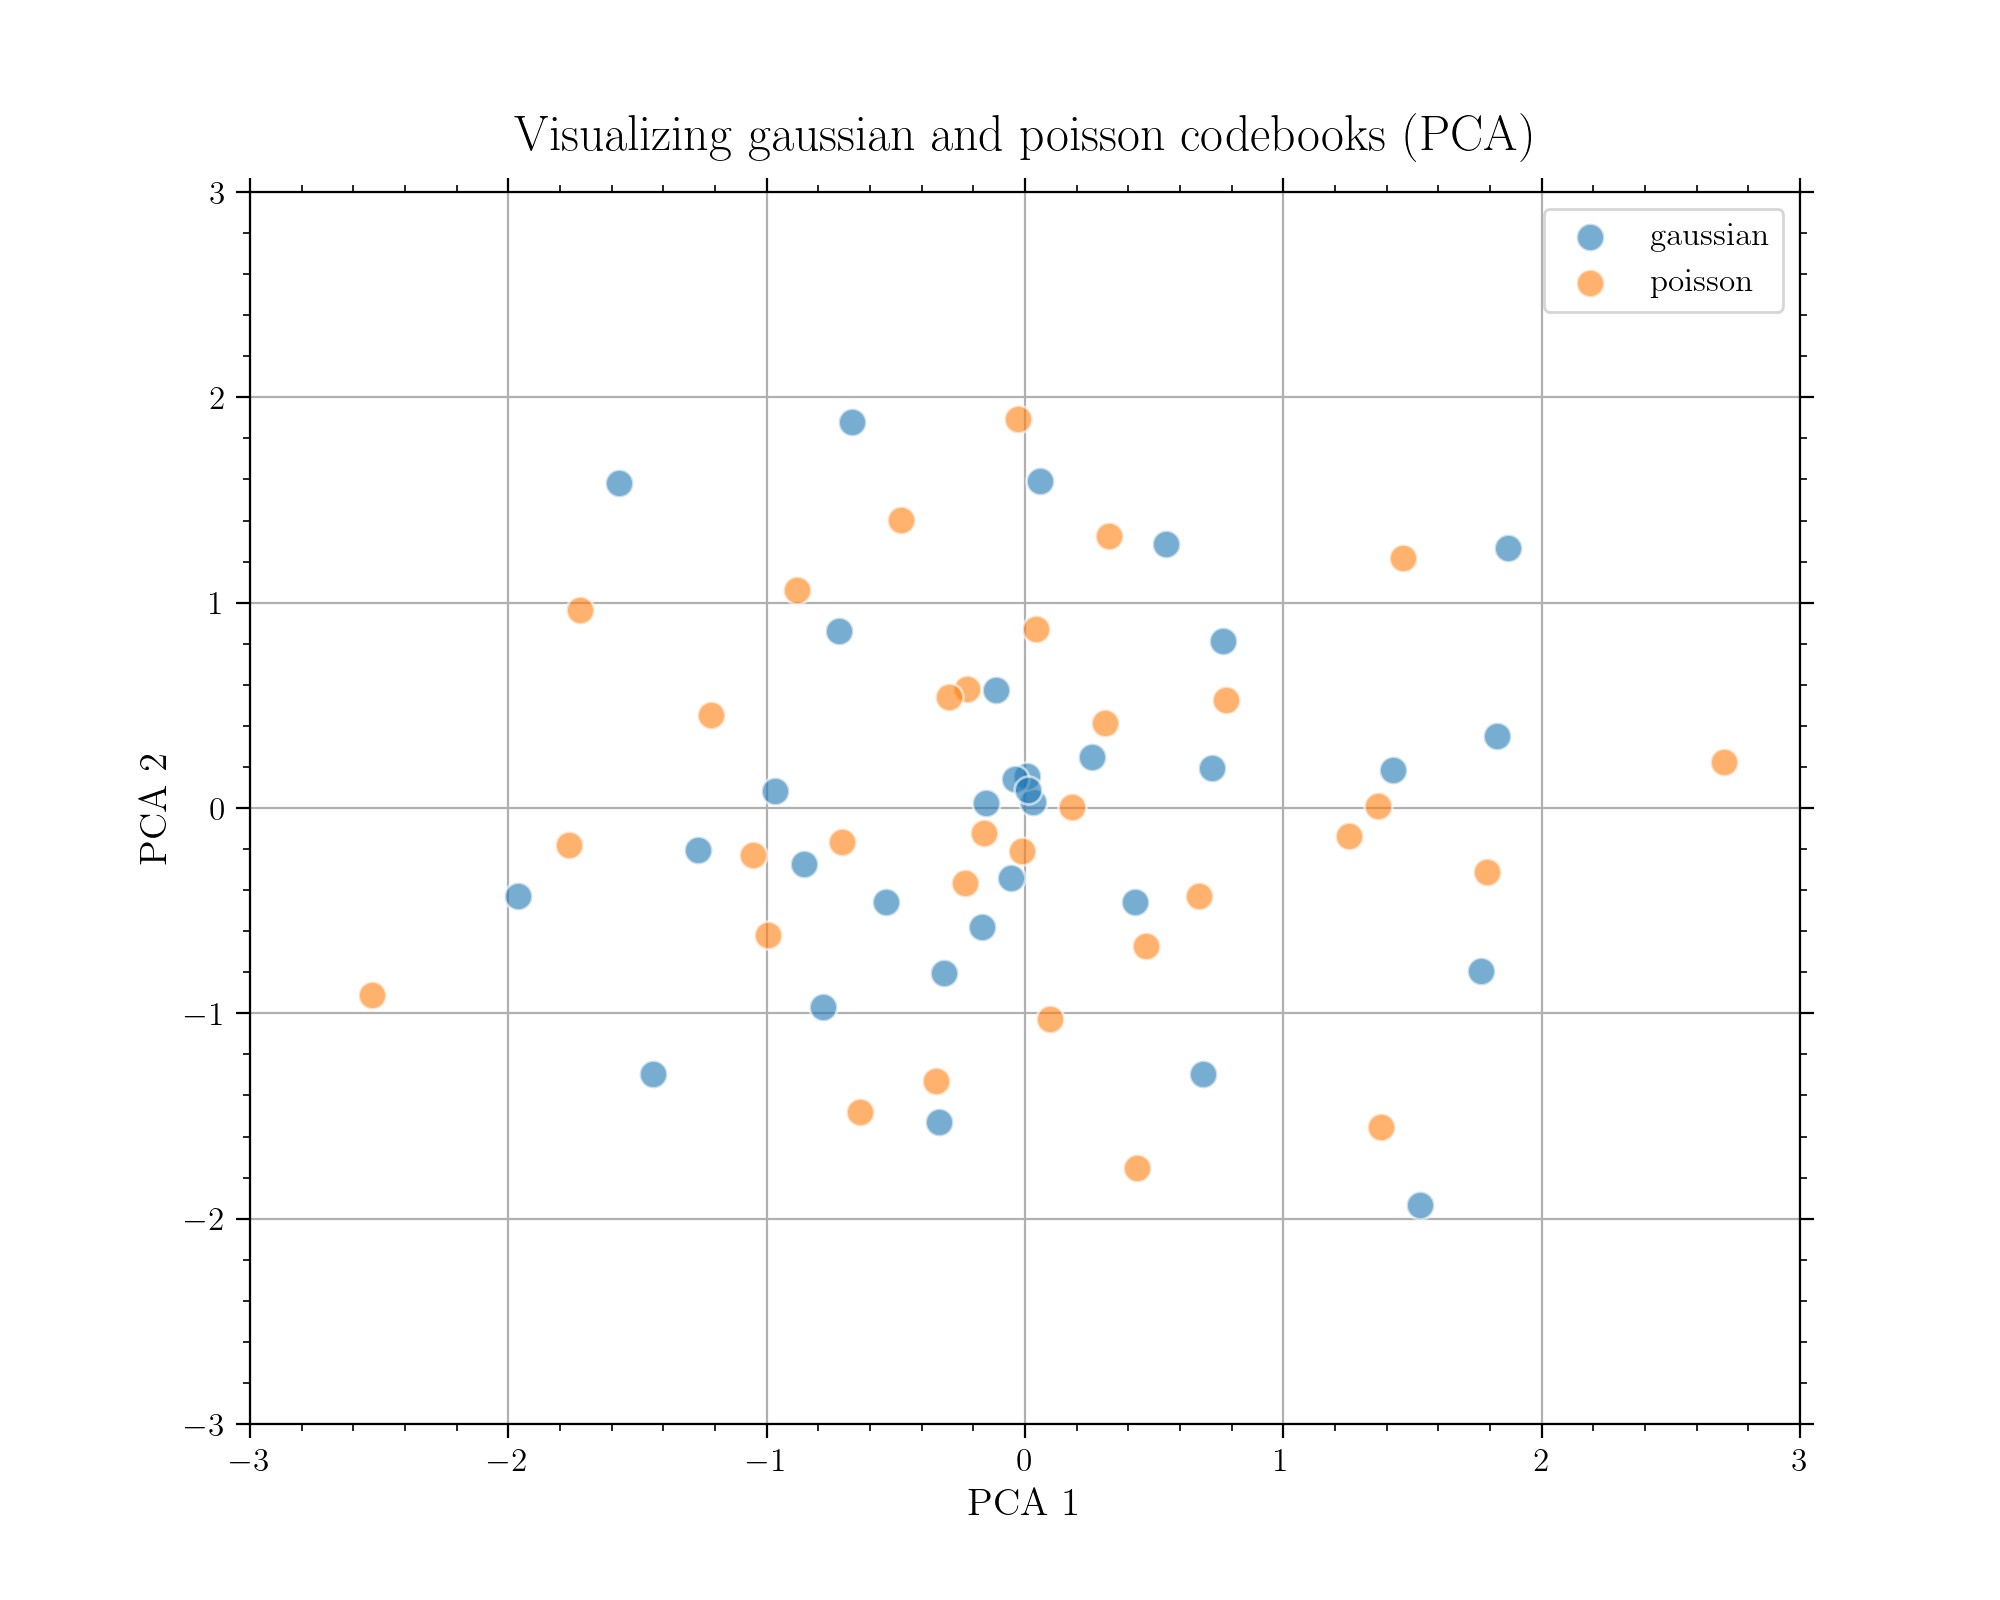 Visualizing gaussian and poisson codebooks (PCA)
gaussian
poisson
3
2
1
0
−1
−2
−3
PCA 2
−3
−2
−1
0
1
2
3
PCA 1